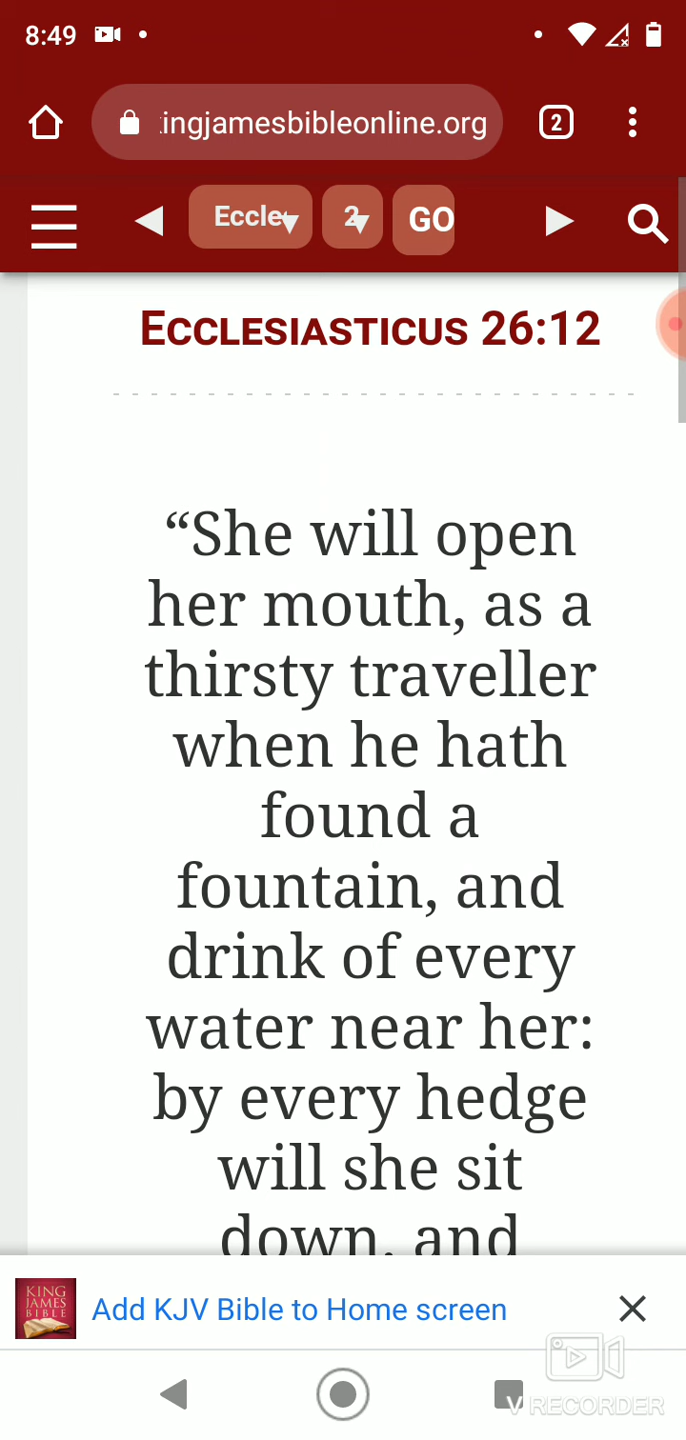 8:49
:ingjamesbibleonline.org
2
Eccle
2
GO
ECCLESIASTICUS 26:12
“She will open
her mouth, as a
thirsty traveller
when he hath
found a
fountain, and
drink of every
water near her:
by every hedge
will she sit
down, and
KING
JAMES
BIBLE
Add KJV Bible to Home screen
V RECORDER